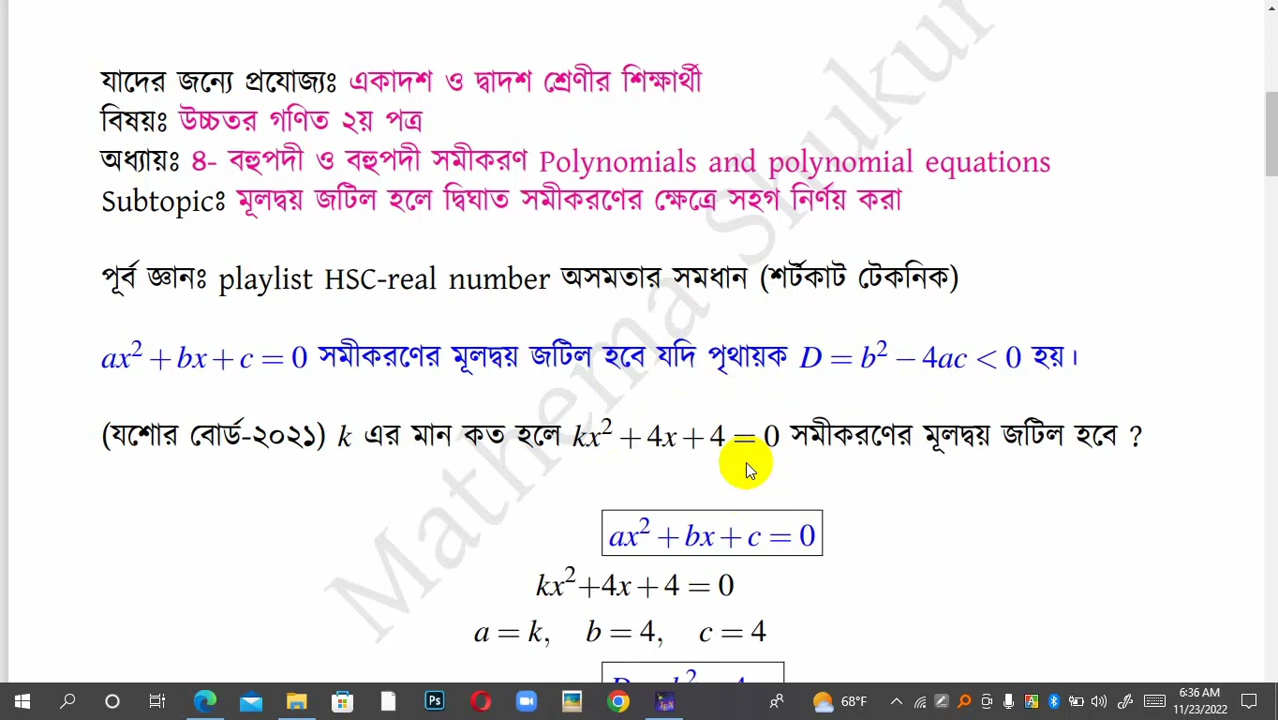 যাদের জন্যে প্রযোজ্যঃ একাদশ ও দ্বাদশ শ্রেণীর শিক্ষার্থী
বিষয়ঃ উচ্চতর গণিত ২য় পত্র
অধ্যায়ঃ ৪- বহুপদী ও বহুপদী সমীকরণ Polynomials and polynomial equations
Subtopicঃ মূলদ্বয় জটিল হলে দ্বিঘাত সমীকরণের ক্ষেত্রে সহগ নির্ণয় করা
পূর্ব জ্ঞানঃ playlist HSC-real number অসমতার সমধান (শর্টকাট টেকনিক)
ax² + bx + c = 0 সমীকরণের মূলদ্বয় জটিল হবে যদি পৃথায়ক D = b² − 4ac < 0 হয়।
(যশোর বোর্ড-২০২১) k এর মান কত হলে kx² + 4x + 4 = 0 সমীকরণের মূলদ্বয় জটিল হবে ?
ax² + bx + c = 0
kx²+4x + 4 = 0
a = k, b = 4, c = 4
Mathema Shukur
68°F
6:36 AM
11/23/2022